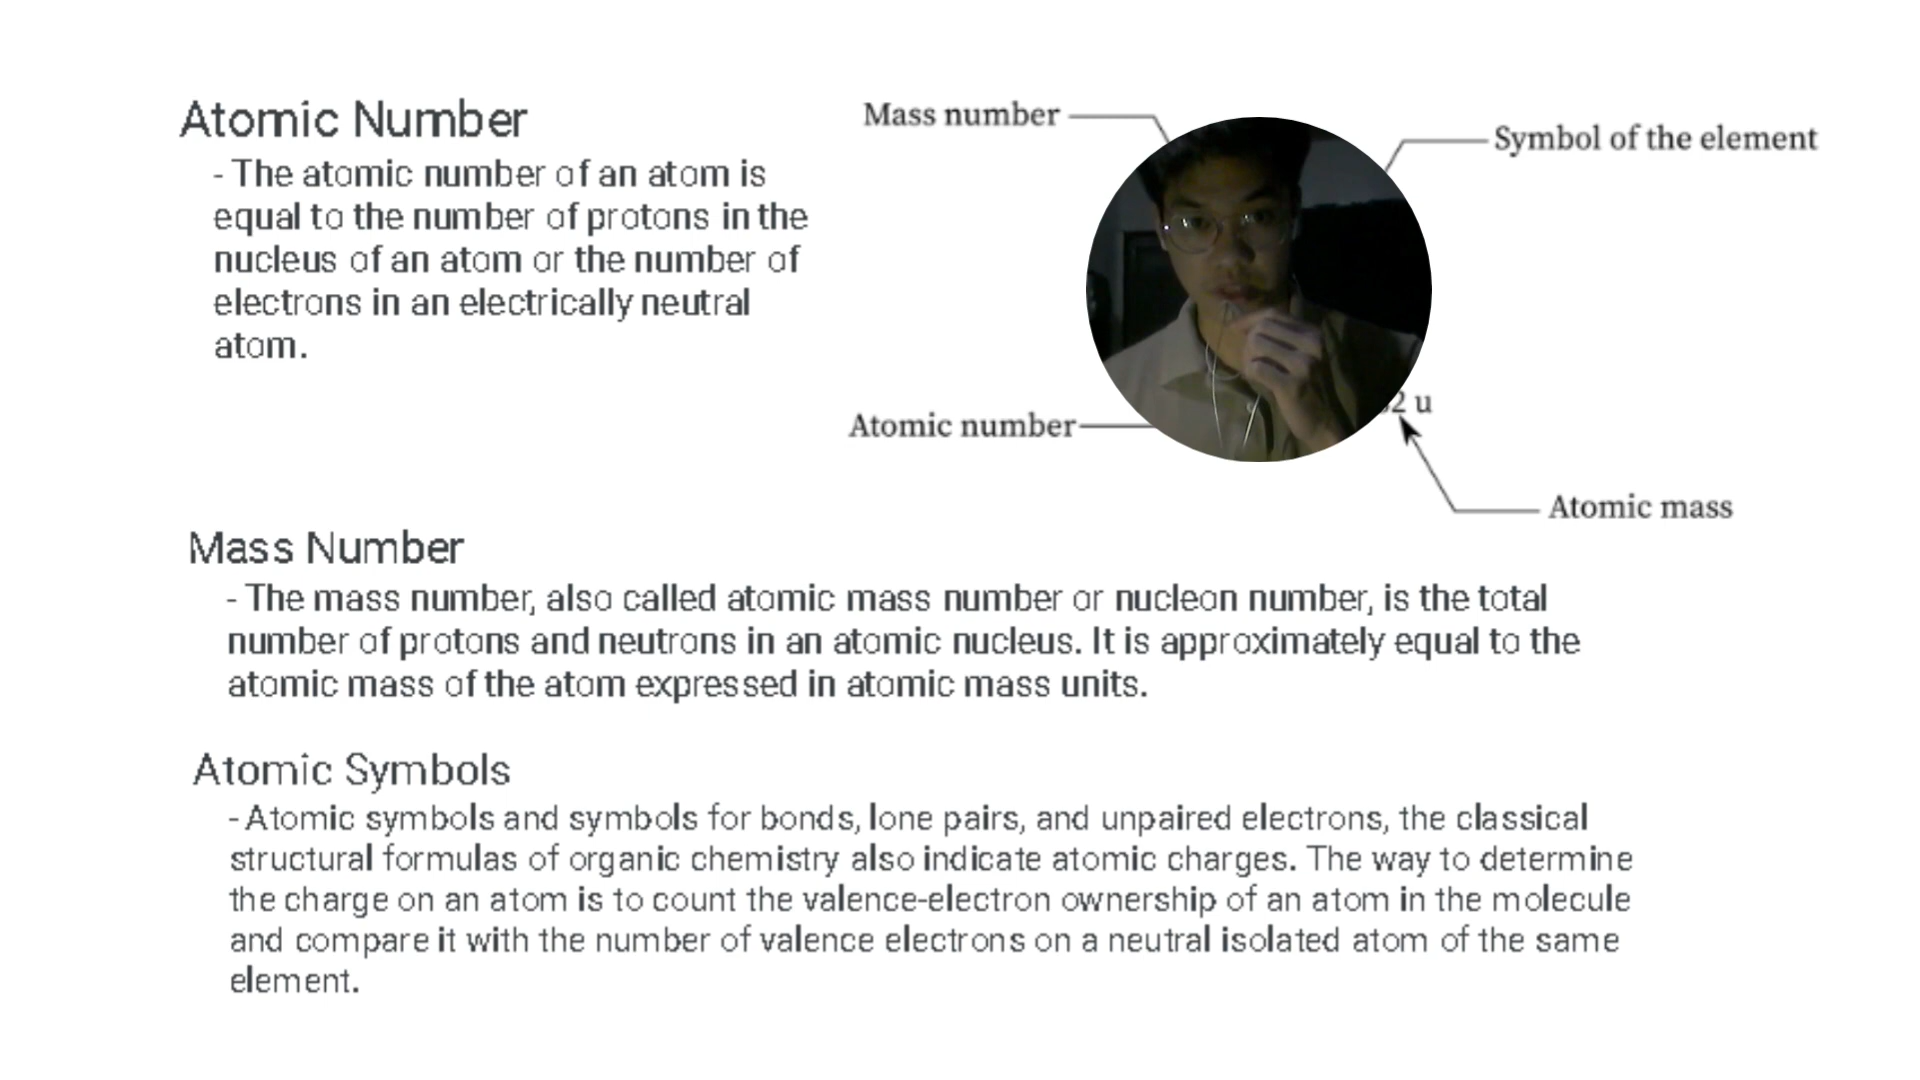 Atomic Number
- The atomic number of an atom is
equal to the number of protons in the
nucleus of an atom or the number of
electrons in an electrically neutral
atom.
Mass number
Symbol of the element
2 u
Atomic number
Atomic mass
Mass Number
- The mass number, also called atomic mass number or nucleon number, is the total
number of protons and neutrons in an atomic nucleus. It is approximately equal to the
atomic mass of the atom expressed in atomic mass units.
Atomic Symbols
- Atomic symbols and symbols for bonds, lone pairs, and unpaired electrons, the classical
structural formulas of organic chemistry also indicate atomic charges. The way to determine
the charge on an atom is to count the valence-electron ownership of an atom in the molecule
and compare it with the number of valence electrons on a neutral isolated atom of the same
element.